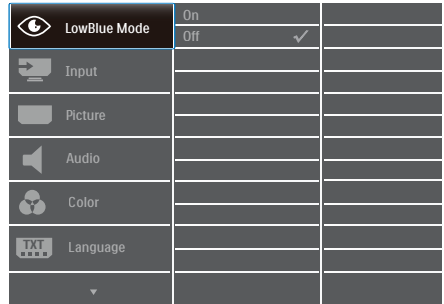 LowBlue Mode
On
Off
Input
Picture
Audio
Color
TXT
Language